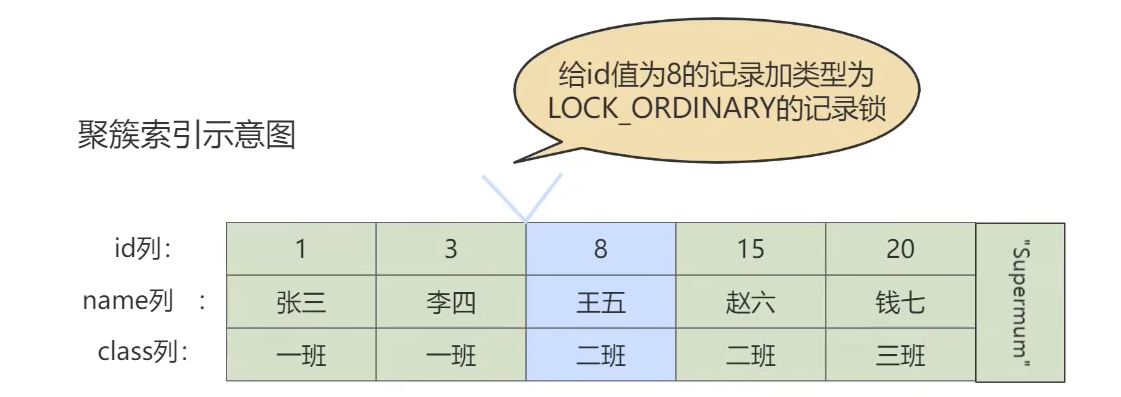 给id值为8的记录加类型为
LOCK_ORDINARY的记录锁
聚簇索引示意图
id列： 1 3 8 15 20
name列 ： 张三 李四 王五 赵六 钱七
class列： 一班 一班 二班 二班 三班
"Supermum"